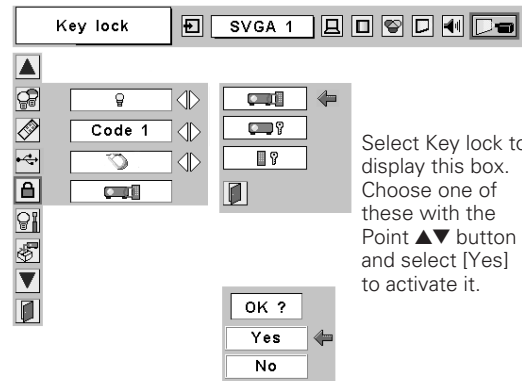 Key lock
SVGA 1
Code 1
Select Key lock to
display this box.
Choose one of
these with the
Point ▲▼ button
and select [Yes]
to activate it.
OK ?
Yes
No